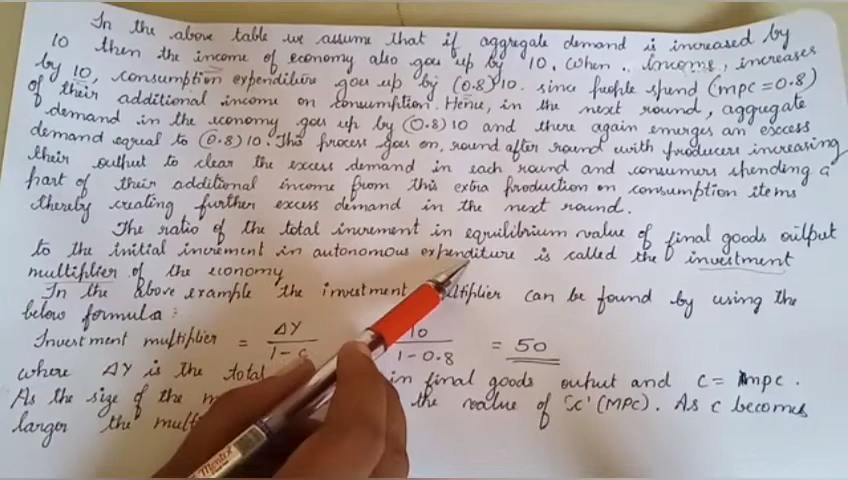 In the above table we assume that if aggregate demand is increased by
10 then the income of economy also goes up by 10. When . income, increases
by 10, consumption expenditure goes up by (0.8) 10. since people spend (mpc = 0.8)
of their additional income on consumption. Hence, in the next round, aggregate
demand in the economy goes up by (0.8) 10 and there again emerges an excess
demand equal to (0.8) 10. This process goes on, round after round with producers increasing
their output to clear the excess demand in each round and consumers spending a
part of their additional income from this extra production on consumption items
thereby creating further excess demand in the next round.
The ratio of the total increment in equilibrium value of final goods output
to the initial increment in autonomous expenditure is called the investment
multiplier of the economy
In the above example the investment multiplier can be found by using the
below formula:
Investment multiplier = ΔY / 1 - c 10 / 1 - 0.8 = 50
where ΔY is the total in final goods output and c = mpc.
As the size of the the value of 'c' (MPC). As c becomes
larger the
Montex